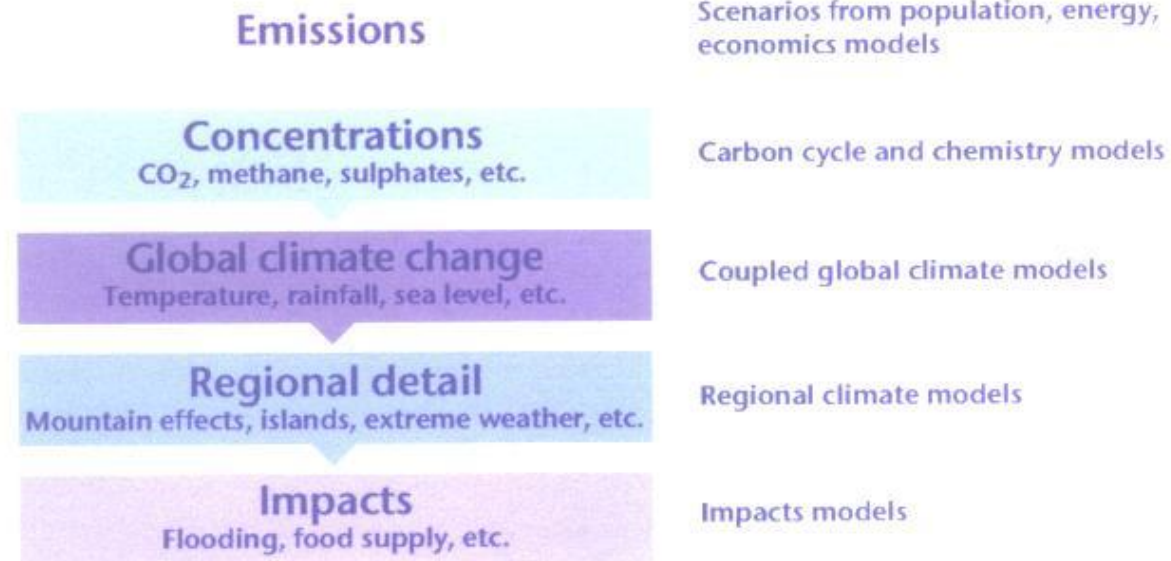 Emissions
Scenarios from population, energy,
economics models
Concentrations
CO₂, methane, sulphates, etc.
Carbon cycle and chemistry models
Global climate change
Temperature, rainfall, sea level, etc.
Coupled global climate models
Regional detail
Mountain effects, islands, extreme weather, etc.
Regional climate models
Impacts
Flooding, food supply, etc.
Impacts models